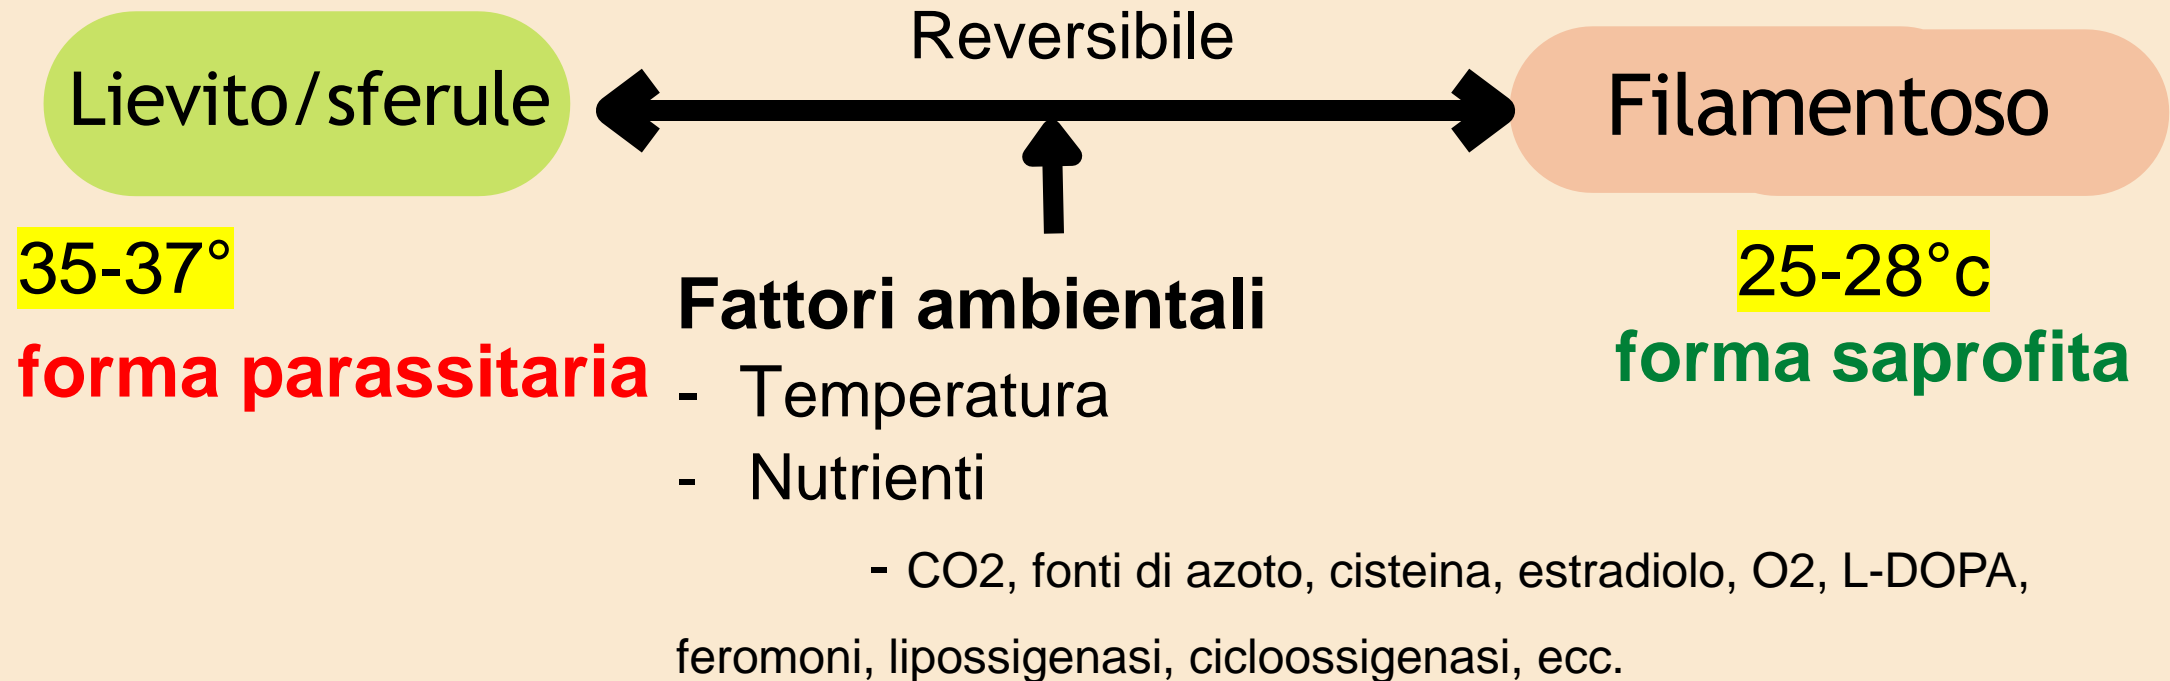 Reversibile
Lievito/sferule
Filamentoso
35-37°
forma parassitaria
25-28°c
forma saprofita
Fattori ambientali
- Temperatura
- Nutrienti
- CO2, fonti di azoto, cisteina, estradiolo, O2, L-DOPA,
feromoni, lipossigenasi, cicloossigenasi, ecc.